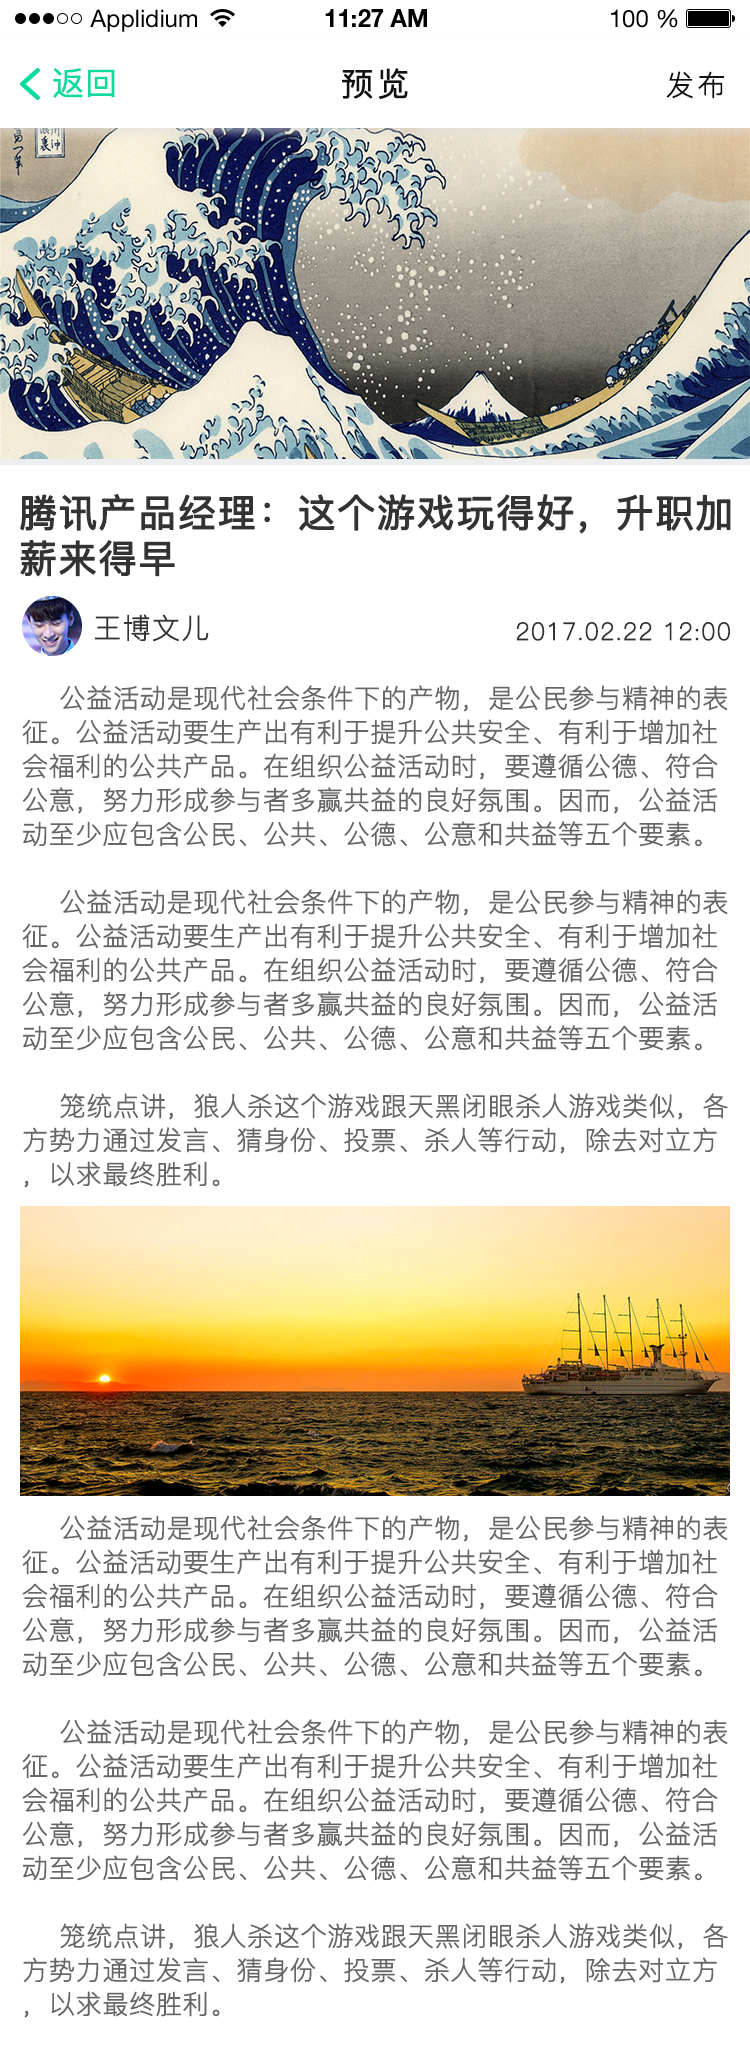 Applidium 11:27 AM 100 %
返回 预览 发布
腾讯产品经理：这个游戏玩得好，升职加
薪来得早
王博文儿 2017.02.22 12:00
公益活动是现代社会条件下的产物，是公民参与精神的表
征。公益活动要生产出有利于提升公共安全、有利于增加社
会福利的公共产品。在组织公益活动时，要遵循公德、符合
公意，努力形成参与者多赢共益的良好氛围。因而，公益活
动至少应包含公民、公共、公德、公意和共益等五个要素。
公益活动是现代社会条件下的产物，是公民参与精神的表
征。公益活动要生产出有利于提升公共安全、有利于增加社
会福利的公共产品。在组织公益活动时，要遵循公德、符合
公意，努力形成参与者多赢共益的良好氛围。因而，公益活
动至少应包含公民、公共、公德、公意和共益等五个要素。
笼统点讲，狼人杀这个游戏跟天黑闭眼杀人游戏类似，各
方势力通过发言、猜身份、投票、杀人等行动，除去对立方
，以求最终胜利。
公益活动是现代社会条件下的产物，是公民参与精神的表
征。公益活动要生产出有利于提升公共安全、有利于增加社
会福利的公共产品。在组织公益活动时，要遵循公德、符合
公意，努力形成参与者多赢共益的良好氛围。因而，公益活
动至少应包含公民、公共、公德、公意和共益等五个要素。
公益活动是现代社会条件下的产物，是公民参与精神的表
征。公益活动要生产出有利于提升公共安全、有利于增加社
会福利的公共产品。在组织公益活动时，要遵循公德、符合
公意，努力形成参与者多赢共益的良好氛围。因而，公益活
动至少应包含公民、公共、公德、公意和共益等五个要素。
笼统点讲，狼人杀这个游戏跟天黑闭眼杀人游戏类似，各
方势力通过发言、猜身份、投票、杀人等行动，除去对立方
，以求最终胜利。